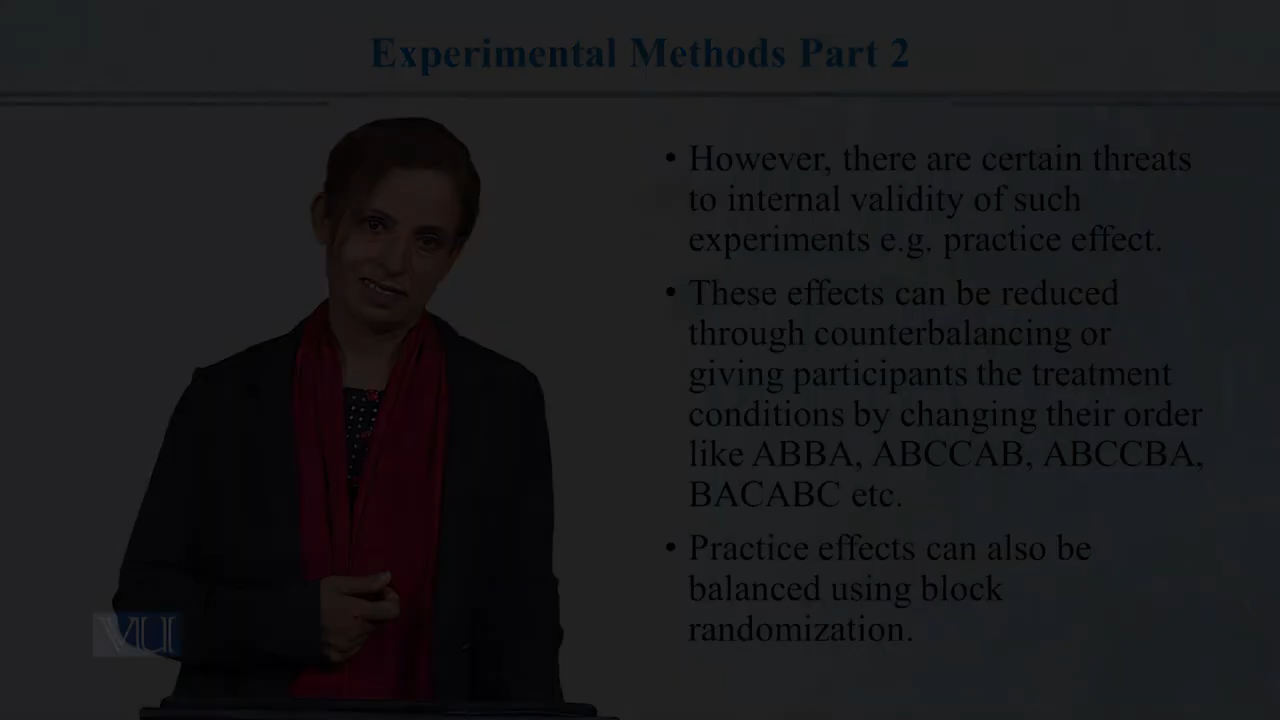 Experimental Methods Part 2
• However, there are certain threats
to internal validity of such
experiments e.g. practice effect.
• These effects can be reduced
through counterbalancing or
giving participants the treatment
conditions by changing their order
like ABBA, ABCCAB, ABCCBA,
BACABC etc.
• Practice effects can also be
balanced using block
randomization.
VU